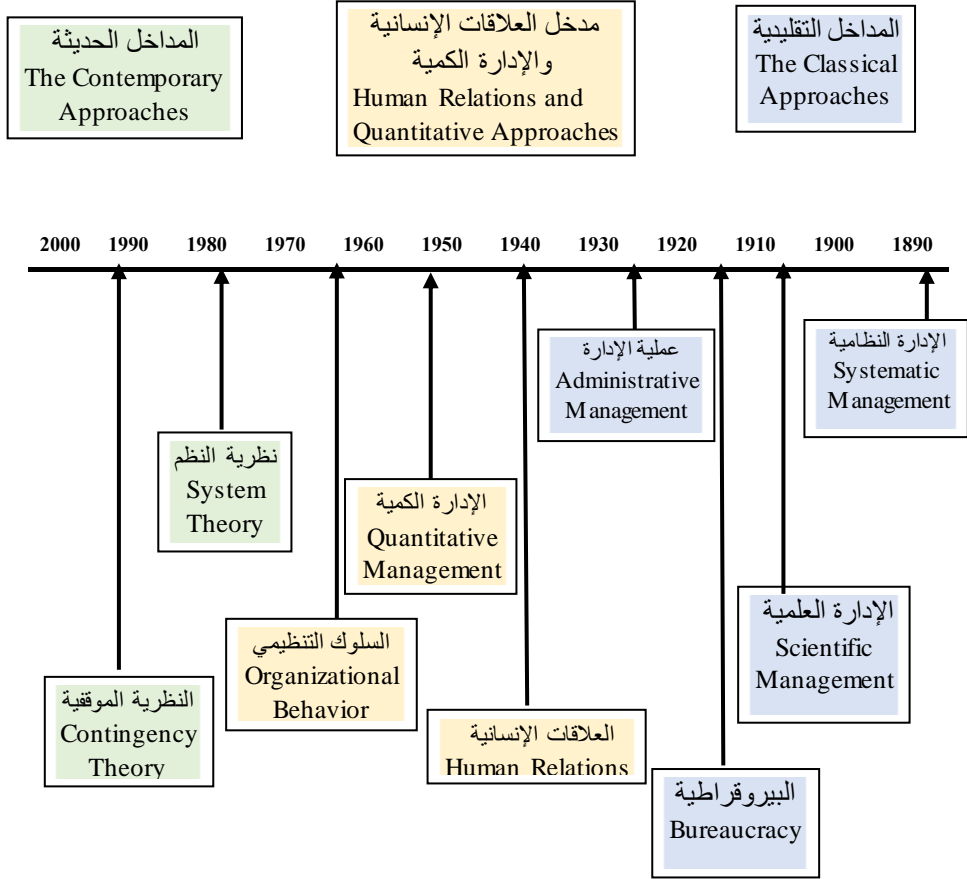 المداخل التقليدية
The Classical
Approaches
مدخل العلاقات الإنسانية
والإدارة الكمية
Human Relations and
Quantitative Approaches
المداخل الحديثة
The Contemporary
Approaches
2000 1990 1980 1970 1960 1950 1940 1930 1920 1910 1900 1890
الإدارة النظامية
Systematic
Management
عملية الإدارة
Administrative
Management
نظرية النظم
System
Theory
الإدارة الكمية
Quantitative
Management
الإدارة العلمية
Scientific
Management
السلوك التنظيمي
Organizational
Behavior
النظرية الموقفية
Contingency
Theory
العلاقات الإنسانية
Human Relations
البيروقراطية
Bureaucracy